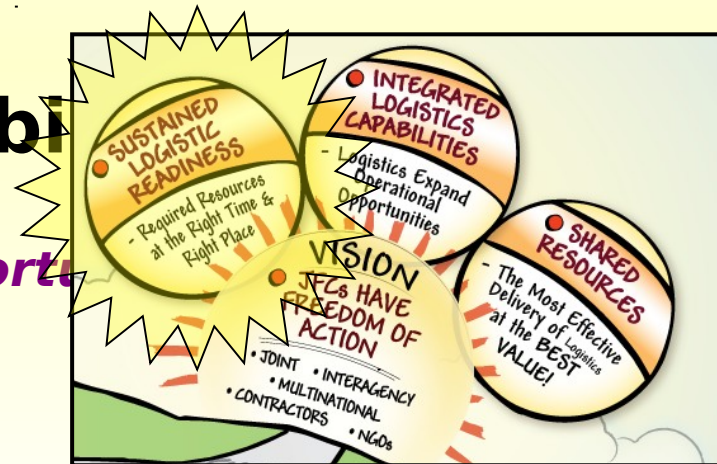 bi
ortu
SUSTAINED
LOGISTIC
READINESS
- Required Resources
at the Right Time &
Right Place
INTEGRATED
LOGISTICS
CAPABILITIES
- Logistics Expand
Operational
Opportunities
SHARED
RESOURCES
- The Most Effective
Delivery of Logistics
at the BEST
VALUE!
VISION
JFCs HAVE
FREEDOM OF
ACTION
• JOINT • INTERAGENCY
• MULTINATIONAL
• CONTRACTORS
• NGOs